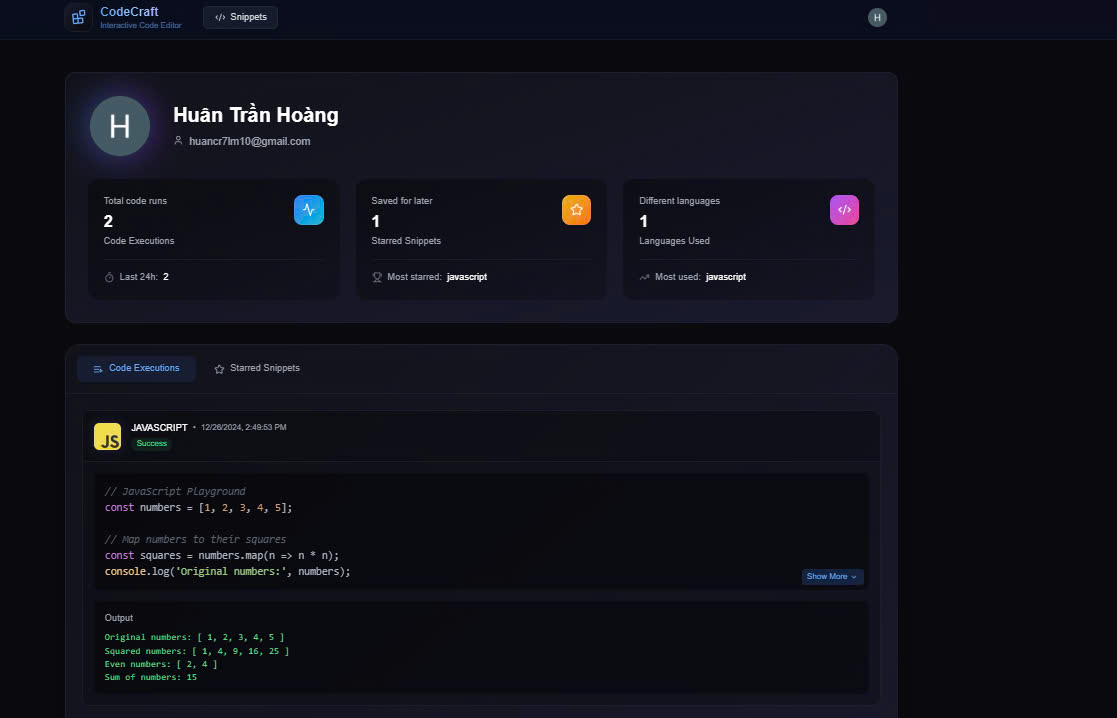 CodeCraft
Interactive Code Editor
Snippets
H
H
Huân Trần Hoàng
huancr7lm10@gmail.com
Total code runs
2
Code Executions
Last 24h: 2
Saved for later
1
Starred Snippets
Most starred: javascript
Different languages
1
Languages Used
Most used: javascript
Code Executions
Starred Snippets
JS
JAVASCRIPT • 12/26/2024, 2:49:53 PM
Success
// JavaScript Playground
const numbers = [1, 2, 3, 4, 5];
// Map numbers to their squares
const squares = numbers.map(n => n * n);
console.log('Original numbers:', numbers);
Show More
Output
Original numbers: [ 1, 2, 3, 4, 5 ]
Squared numbers: [ 1, 4, 9, 16, 25 ]
Even numbers: [ 2, 4 ]
Sum of numbers: 15